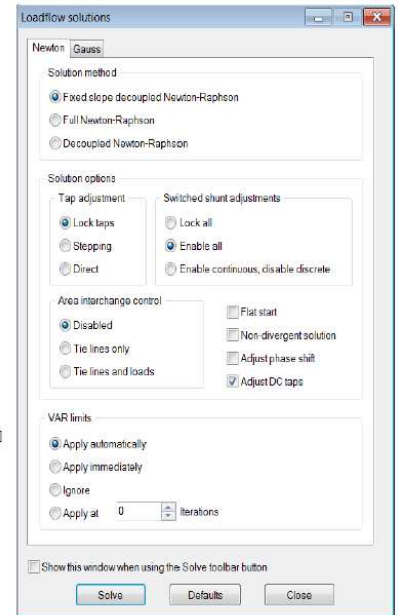 Loadflow solutions
Newton Gauss
Solution method
Fixed slope decoupled Newton-Raphson
Full Newton-Raphson
Decoupled Newton-Raphson
Solution options
Tap adjustment
Lock taps
Stepping
Direct
Switched shunt adjustments
Lock all
Enable all
Enable continuous, disable discrete
Area interchange control
Disabled
Tie lines only
Tie lines and loads
Flat start
Non-divergent solution
Adjust phase shift
Adjust DC taps
VAR limits
Apply automatically
Apply immediately
Ignore
Apply at 0 Iterations
Show this window when using the Solve toolbar button
Solve Defaults Close